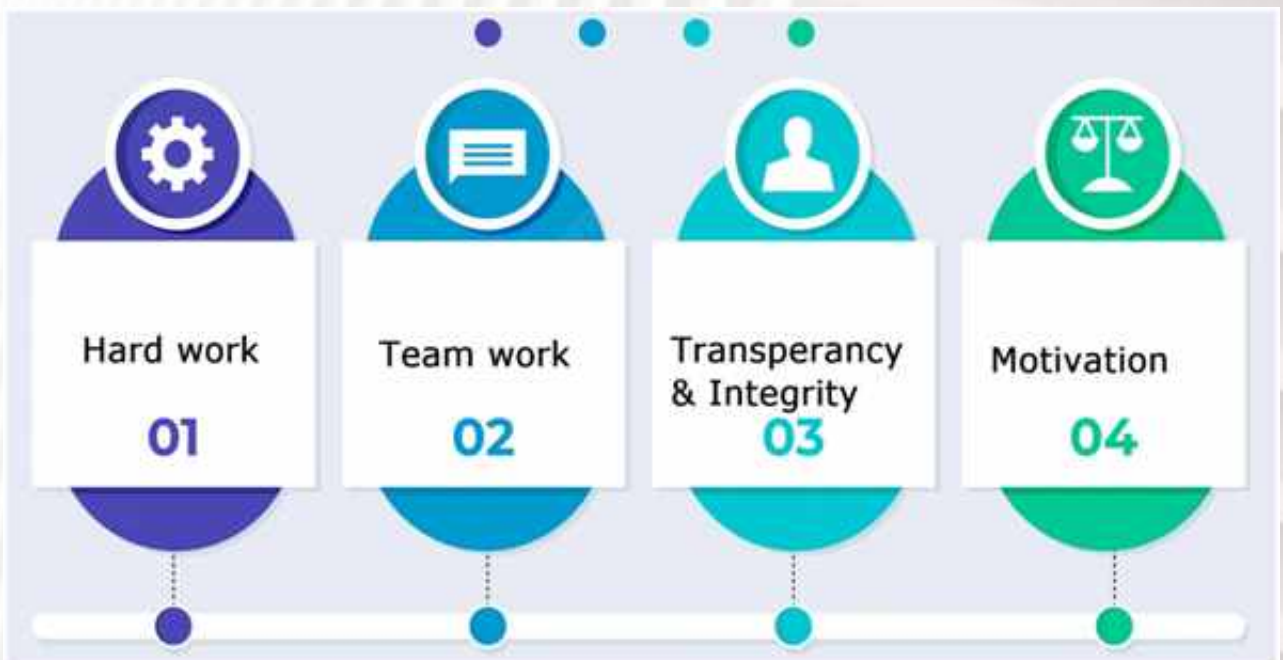 Hard work
01
Team work
02
Transperancy
& Integrity
03
Motivation
04